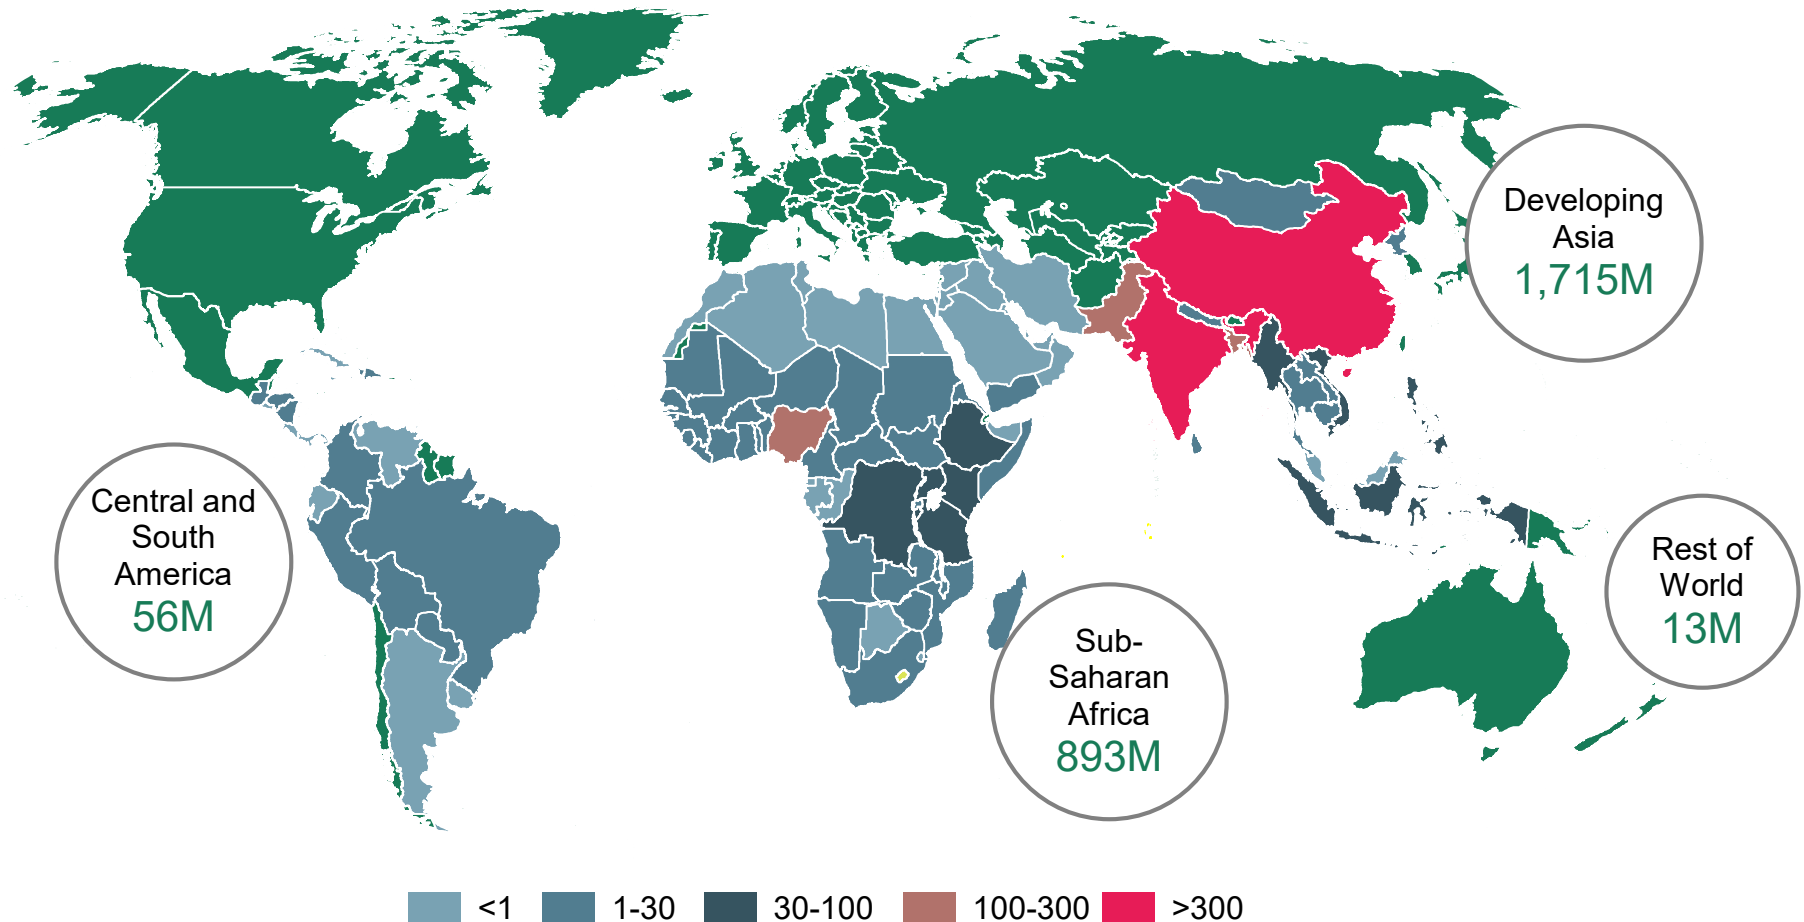 Developing
Asia
1,715M
Central and
South
America
56M
Rest of
World
13M
Sub-
Saharan
Africa
893M
<1
1-30
30-100
100-300
>300